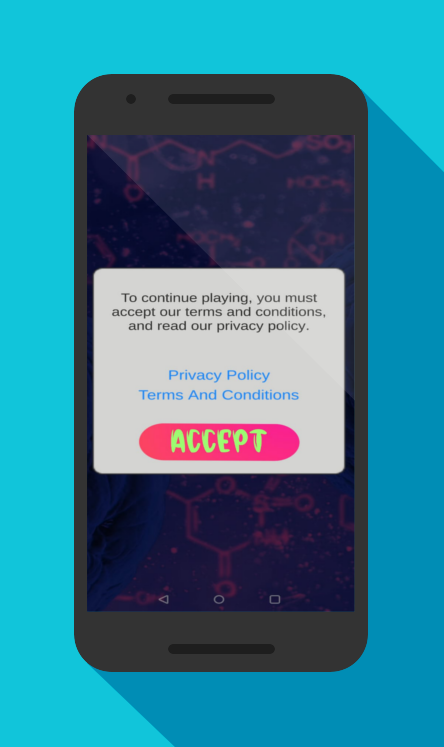 To continue playing, you must
accept our terms and conditions,
and read our privacy policy.
Privacy Policy
Terms And Conditions
ACCEPT